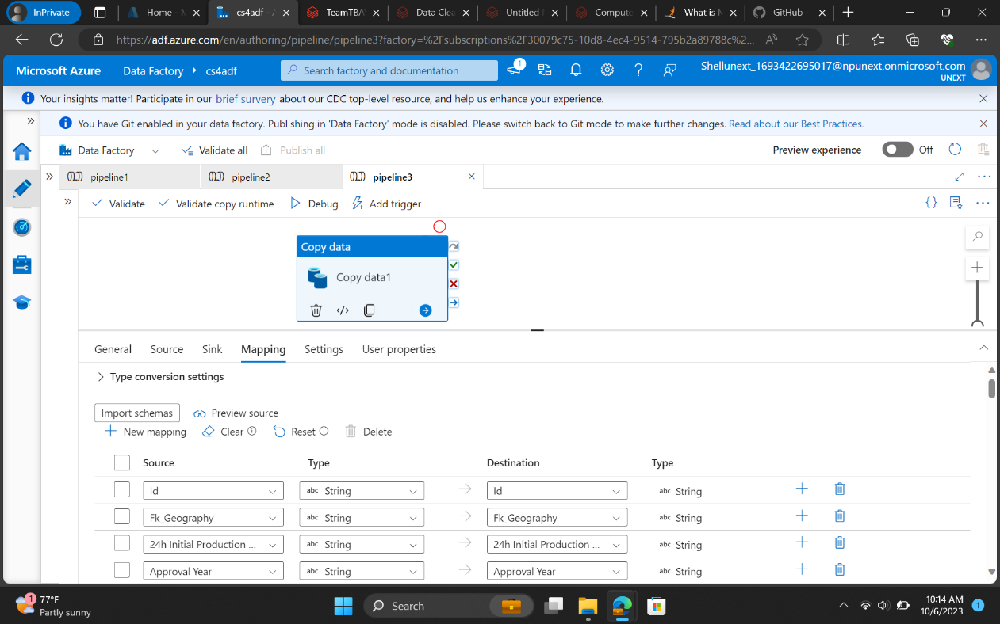 InPrivate
Home - M
cs4adf - A
TeamTBA
Data Clea
Untitled N
Compute
What is M
GitHub -
https://adf.azure.com/en/authoring/pipeline/pipeline3?factory=%2Fsubscriptions%2F30079c75-10d8-4ec4-9514-795b2a89788c%2...
Microsoft Azure
Data Factory
cs4adf
Search factory and documentation
1
Shellunext_1693422695017@npunext.onmicrosoft.com
UNEXT
Your insights matter! Participate in our brief survey about our CDC top-level resource, and help us enhance your experience.
You have Git enabled in your data factory. Publishing in 'Data Factory' mode is disabled. Please switch back to Git mode to make further changes. Read about our Best Practices.
Data Factory
Validate all
Publish all
Preview experience
Off
pipeline1
pipeline2
pipeline3
Validate
Validate copy runtime
Debug
Add trigger
Copy data
Copy data1
General
Source
Sink
Mapping
Settings
User properties
Type conversion settings
Import schemas
Preview source
New mapping
Clear
Reset
Delete
Source
Type
Destination
Type
Id abc String Id abc String
Fk_Geography abc String Fk_Geography abc String
24h Initial Production ... abc String 24h Initial Production ... abc String
Approval Year abc String Approval Year abc String
1
77°F
Partly sunny
Search
10:14 AM
10/6/2023
1